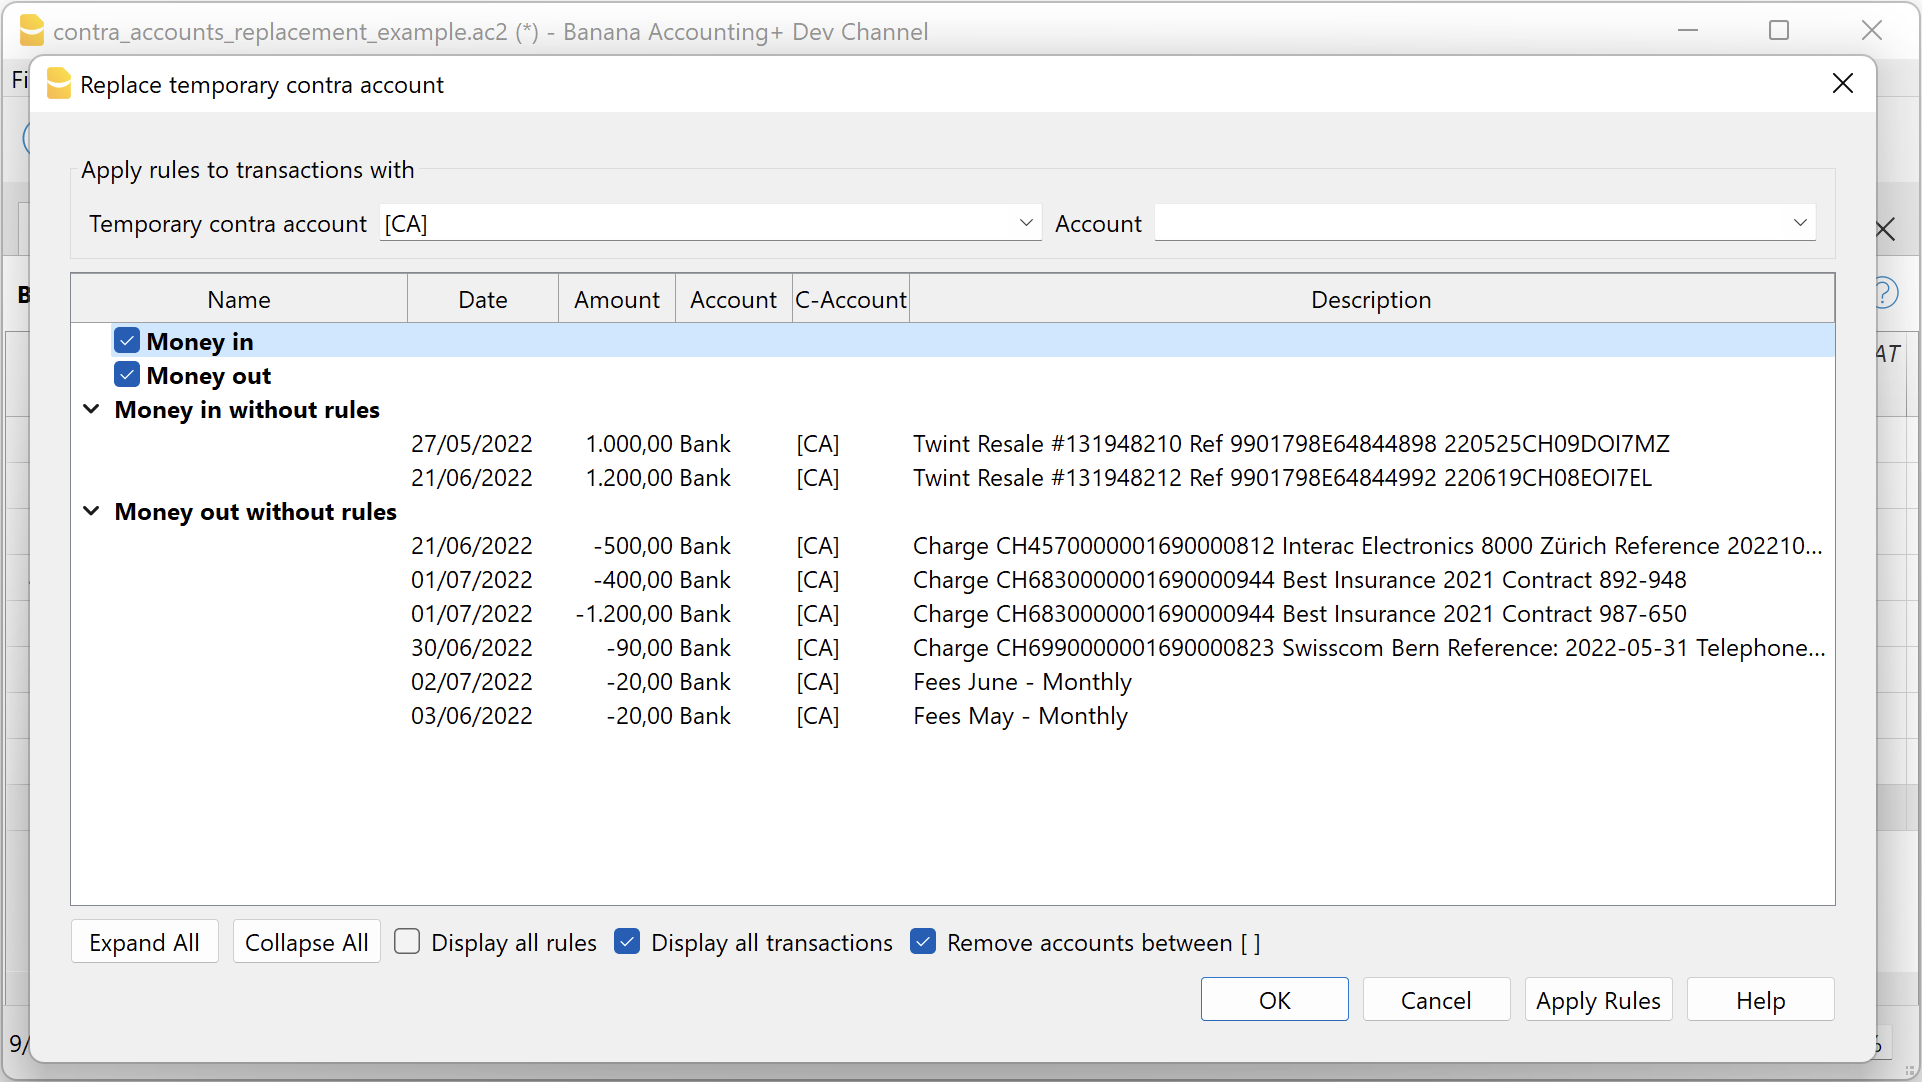 contra_accounts_replacement_example.ac2 (*) - Banana Accounting+ Dev Channel
Fi
Replace temporary contra account
Apply rules to transactions with
Temporary contra account [CA] Account
B
Name Date Amount Account C-Account Description
?
AT
Money in
Money out
Money in without rules
27/05/2022 1.000,00 Bank [CA] Twint Resale #131948210 Ref 9901798E64844898 220525CH09DOI7MZ
21/06/2022 1.200,00 Bank [CA] Twint Resale #131948212 Ref 9901798E64844992 220619CH08EOI7EL
Money out without rules
21/06/2022 -500,00 Bank [CA] Charge CH4570000001690000812 Interac Electronics 8000 Zürich Reference 202210...
01/07/2022 -400,00 Bank [CA] Charge CH6830000001690000944 Best Insurance 2021 Contract 892-948
01/07/2022 -1.200,00 Bank [CA] Charge CH6830000001690000944 Best Insurance 2021 Contract 987-650
30/06/2022 -90,00 Bank [CA] Charge CH6990000001690000823 Swisscom Bern Reference: 2022-05-31 Telephone...
02/07/2022 -20,00 Bank [CA] Fees June - Monthly
03/06/2022 -20,00 Bank [CA] Fees May - Monthly
Expand All Collapse All Display all rules Display all transactions Remove accounts between [ ]
OK Cancel Apply Rules Help
9/